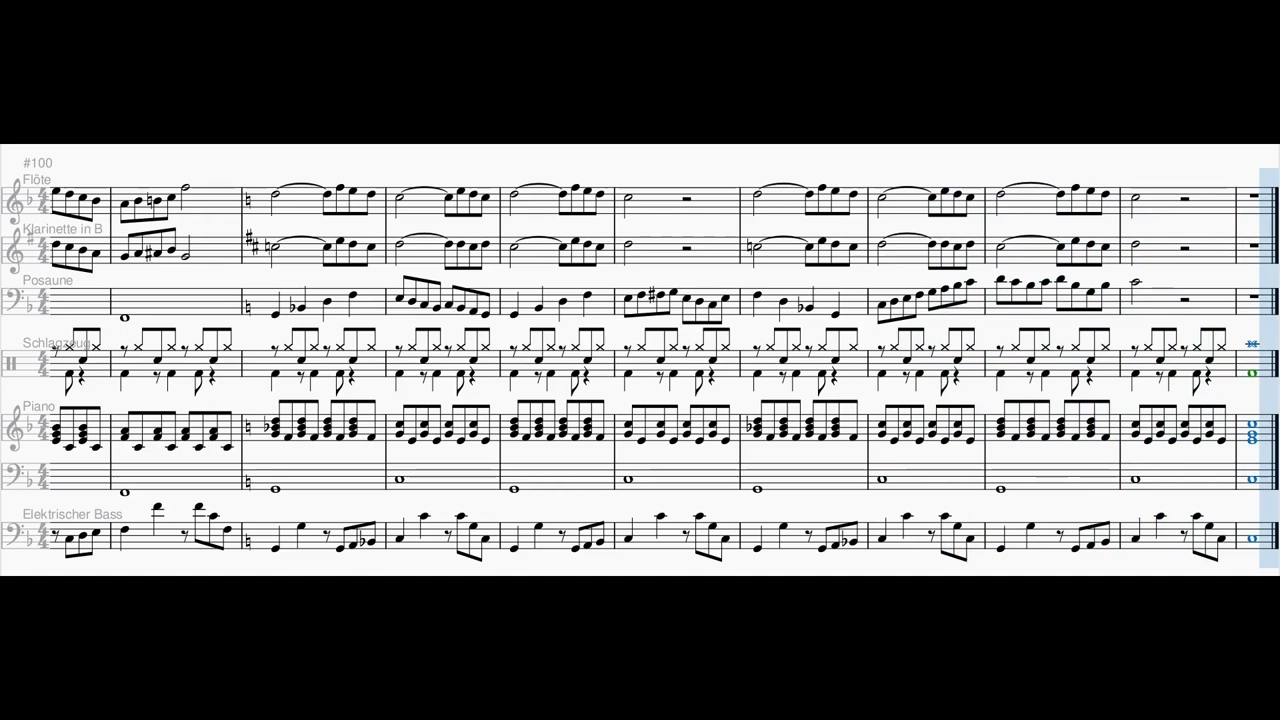 #100
Flöte
Klarinette in B
Posaune
Schlagzeug
Piano
Elektrischer Bass